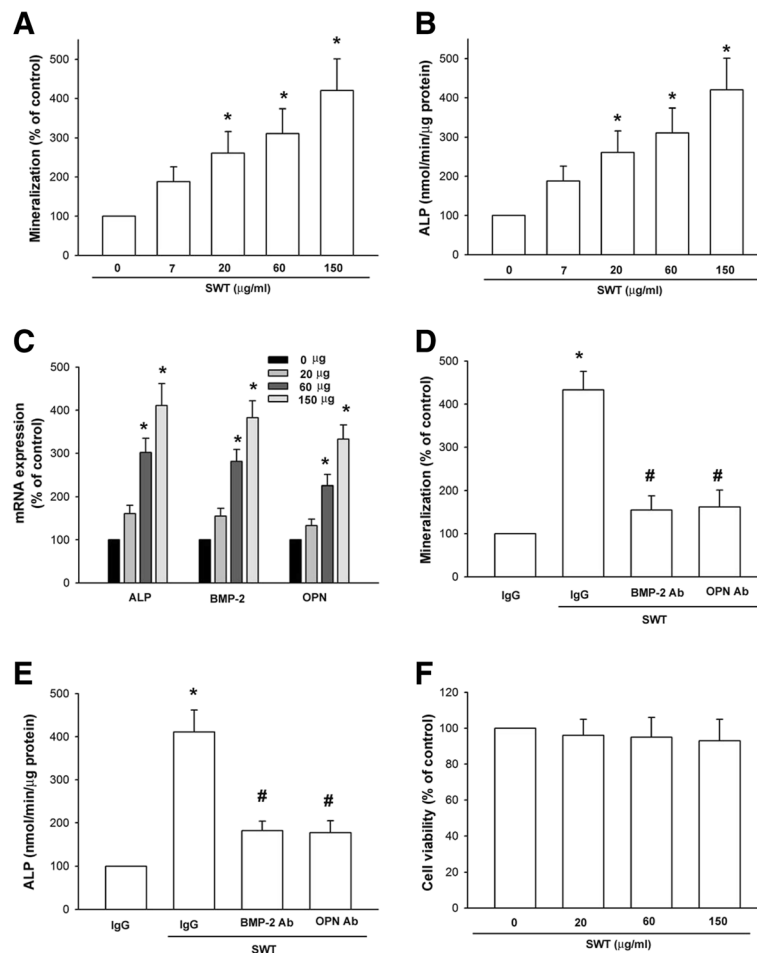 A
Mineralization (% of control)
500
400
300
200
100
0
*
*
*
0 7 20 60 150
SWT (μg/ml)
B
ALP (nmol/min/μg protein)
500
400
300
200
100
0
*
*
*
0 7 20 60 150
SWT (μg/ml)
C
mRNA expression
(% of control)
500
400
300
200
100
0
0 μg
20 μg
60 μg
150 μg
*
*
*
*
*
*
ALP BMP-2 OPN
D
Mineralization (% of control)
500
400
300
200
100
0
*
# #
IgG IgG BMP-2 Ab OPN Ab
SWT
E
ALP (nmol/min/μg protein)
500
400
300
200
100
0
*
# #
IgG IgG BMP-2 Ab OPN Ab
SWT
F
Cell viability (% of control)
120
100
80
60
40
20
0
0 20 60 150
SWT (μg/ml)